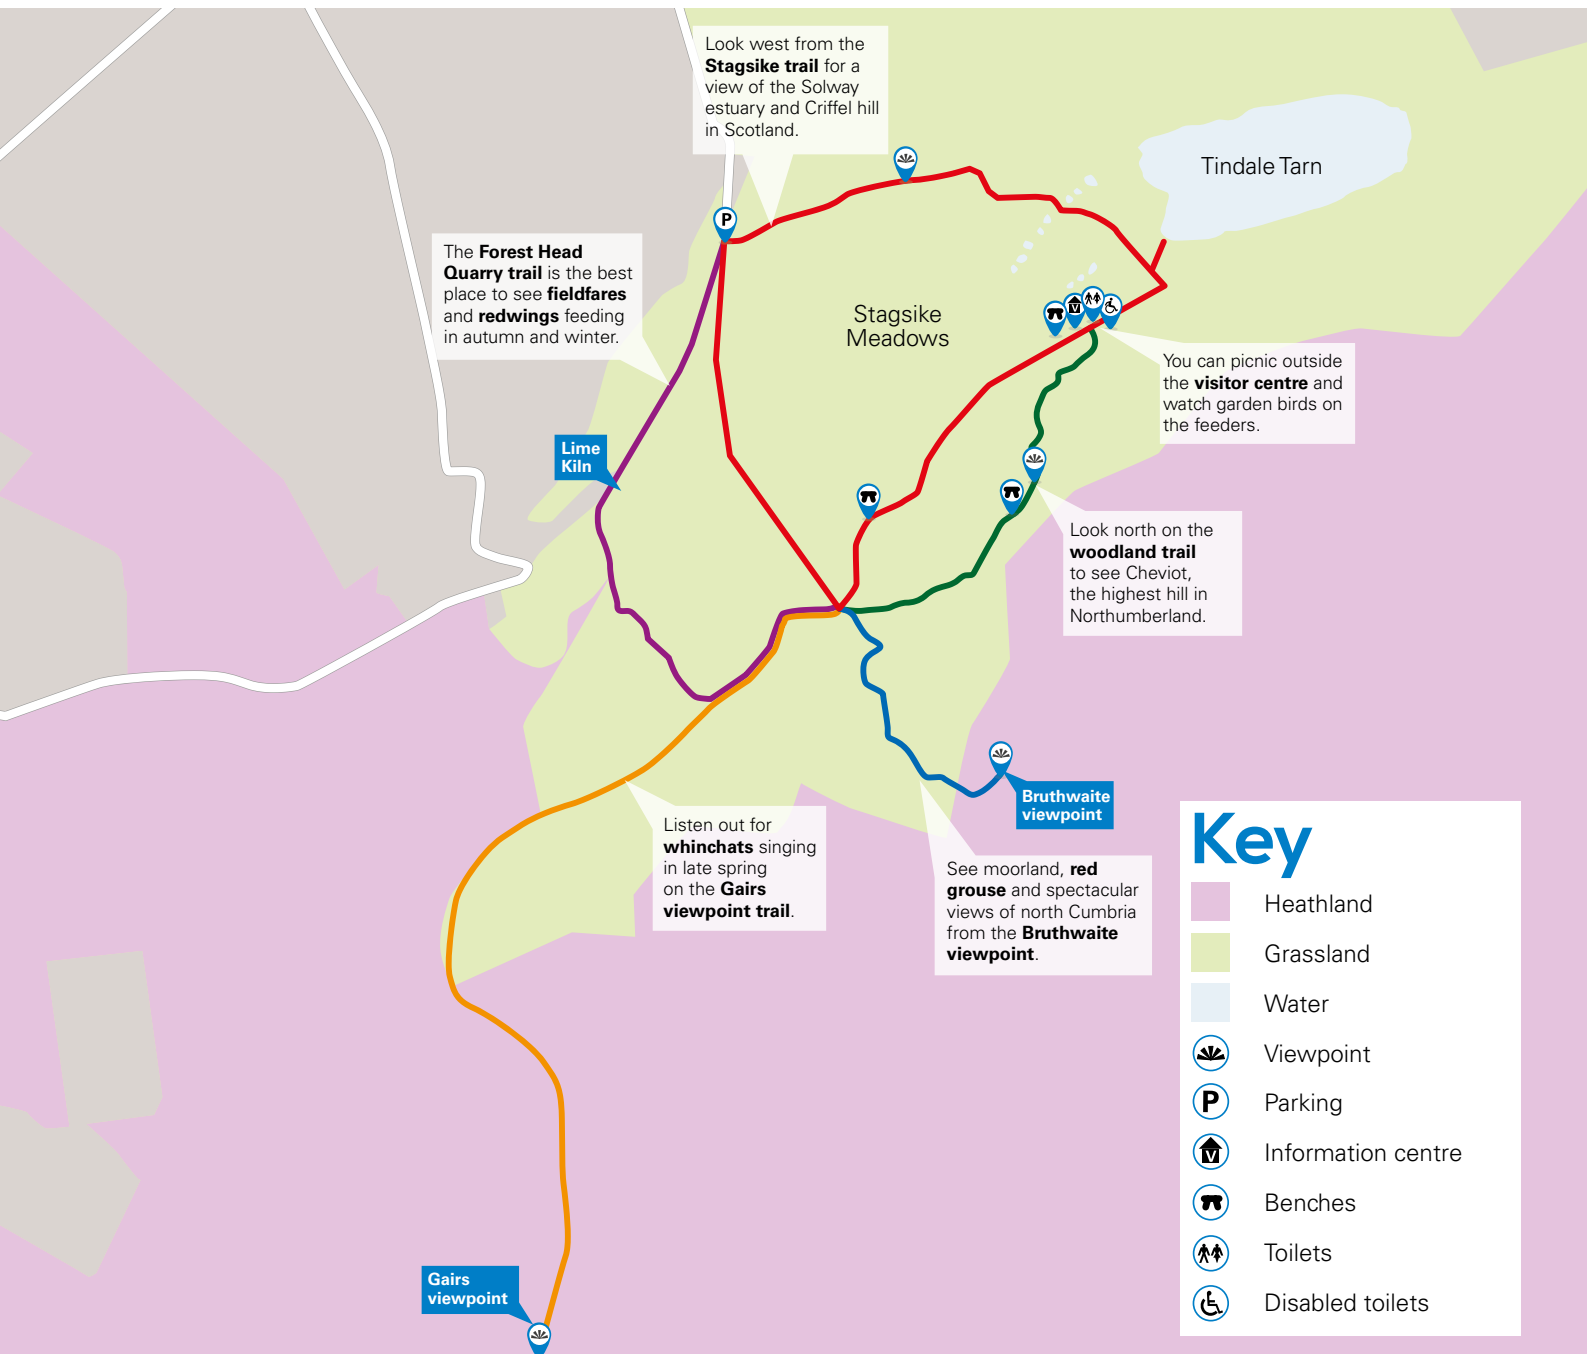 Look west from the
Stagsike trail for a
view of the Solway
estuary and Criffel hill
in Scotland.
Tindale Tarn
P
The Forest Head
Quarry trail is the best
place to see fieldfares
and redwings feeding
in autumn and winter.
Stagsike
Meadows
V
You can picnic outside
the visitor centre and
watch garden birds on
the feeders.
Lime
Kiln
Look north on the
woodland trail
to see Cheviot,
the highest hill in
Northumberland.
Bruthwaite
viewpoint
Listen out for
whinchats singing
in late spring
on the Gairs
viewpoint trail.
See moorland, red
grouse and spectacular
views of north Cumbria
from the Bruthwaite
viewpoint.
Gairs
viewpoint
Key
Heathland
Grassland
Water
Viewpoint
P Parking
V Information centre
Benches
Toilets
Disabled toilets